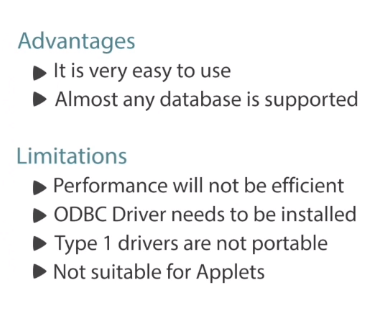 Advantages
It is very easy to use
Almost any database is supported
Limitations
Performance will not be efficient
ODBC Driver needs to be installed
Type 1 drivers are not portable
Not suitable for Applets